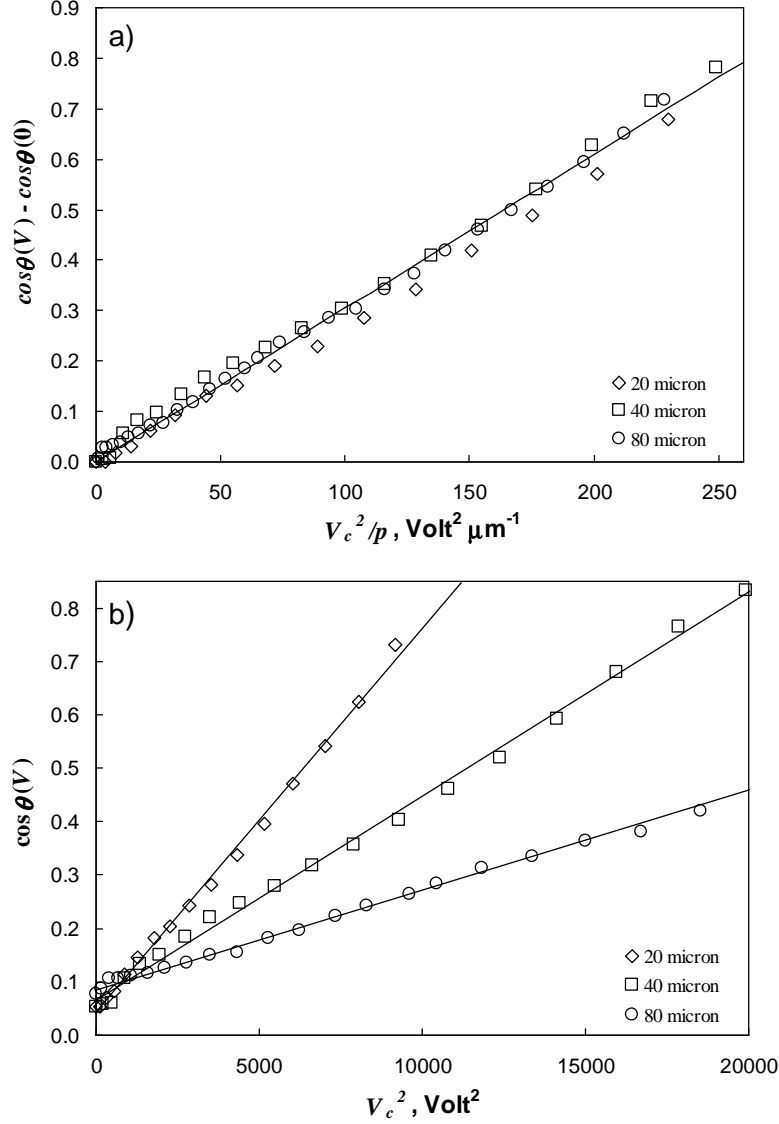 a)
0.9
0.8
0.7
0.6
0.5
0.4
0.3
0.2
0.1
0.0
cosθ(V) - cosθ(0)
20 micron
40 micron
80 micron
0 50 100 150 200 250
V_c²/p , Volt² μm⁻¹
b)
0.8
0.7
0.6
0.5
0.4
0.3
0.2
0.1
0.0
cos θ(V)
20 micron
40 micron
80 micron
0 5000 10000 15000 20000
V_c² , Volt²